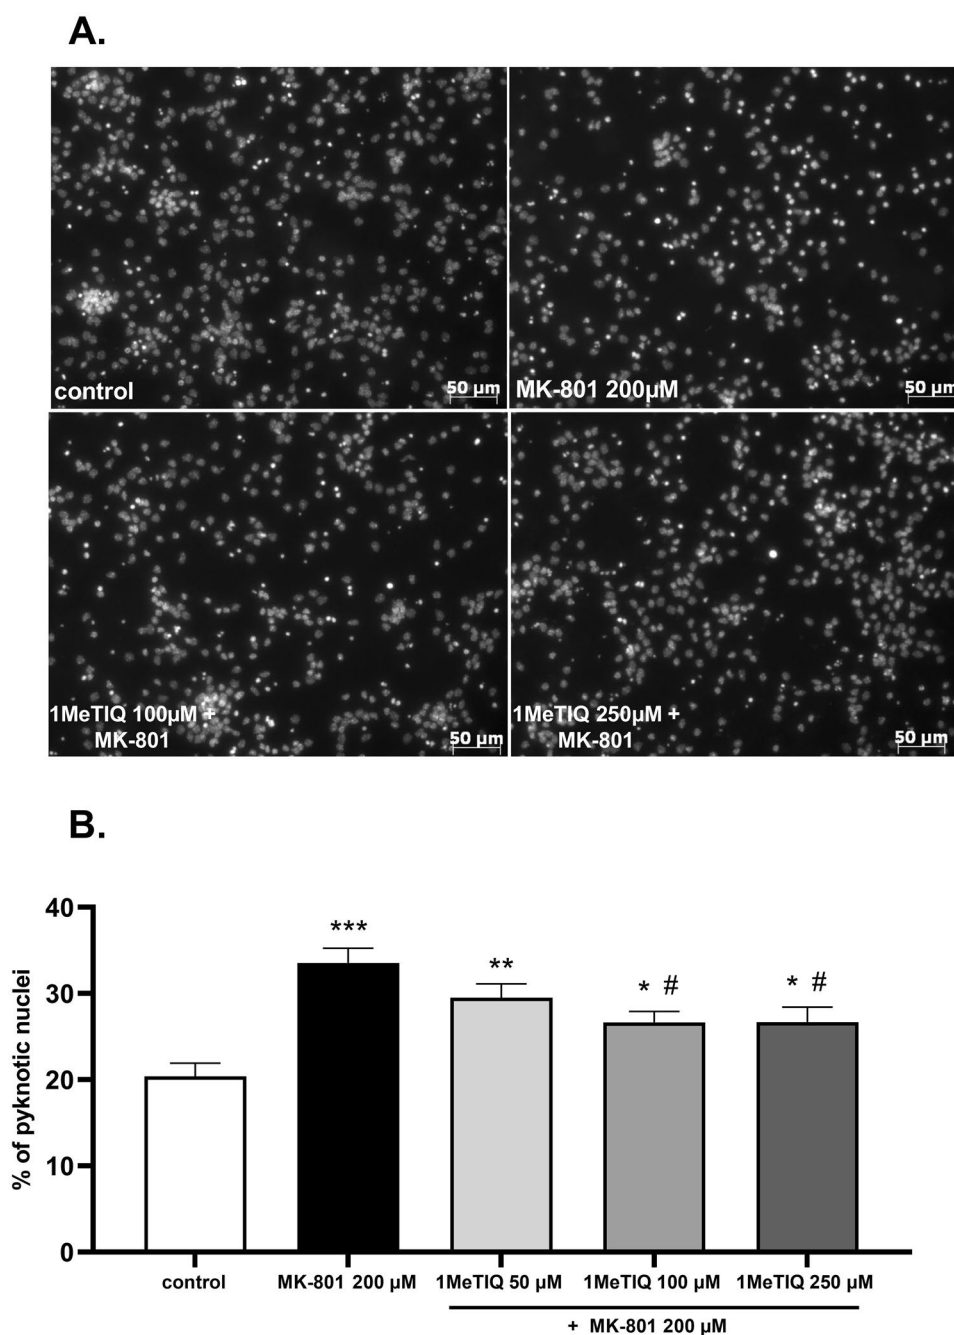 A.
control
50 µm
MK-801 200µM
50 µm
1MeTIQ 100µM +
MK-801
50 µm
1MeTIQ 250µM +
MK-801
50 µm
B.
% of pyknotic nuclei
40
30
20
10
0
***
**
* #
* #
control
MK-801 200 µM
1MeTIQ 50 µM
1MeTIQ 100 µM
1MeTIQ 250 µM
+ MK-801 200 µM